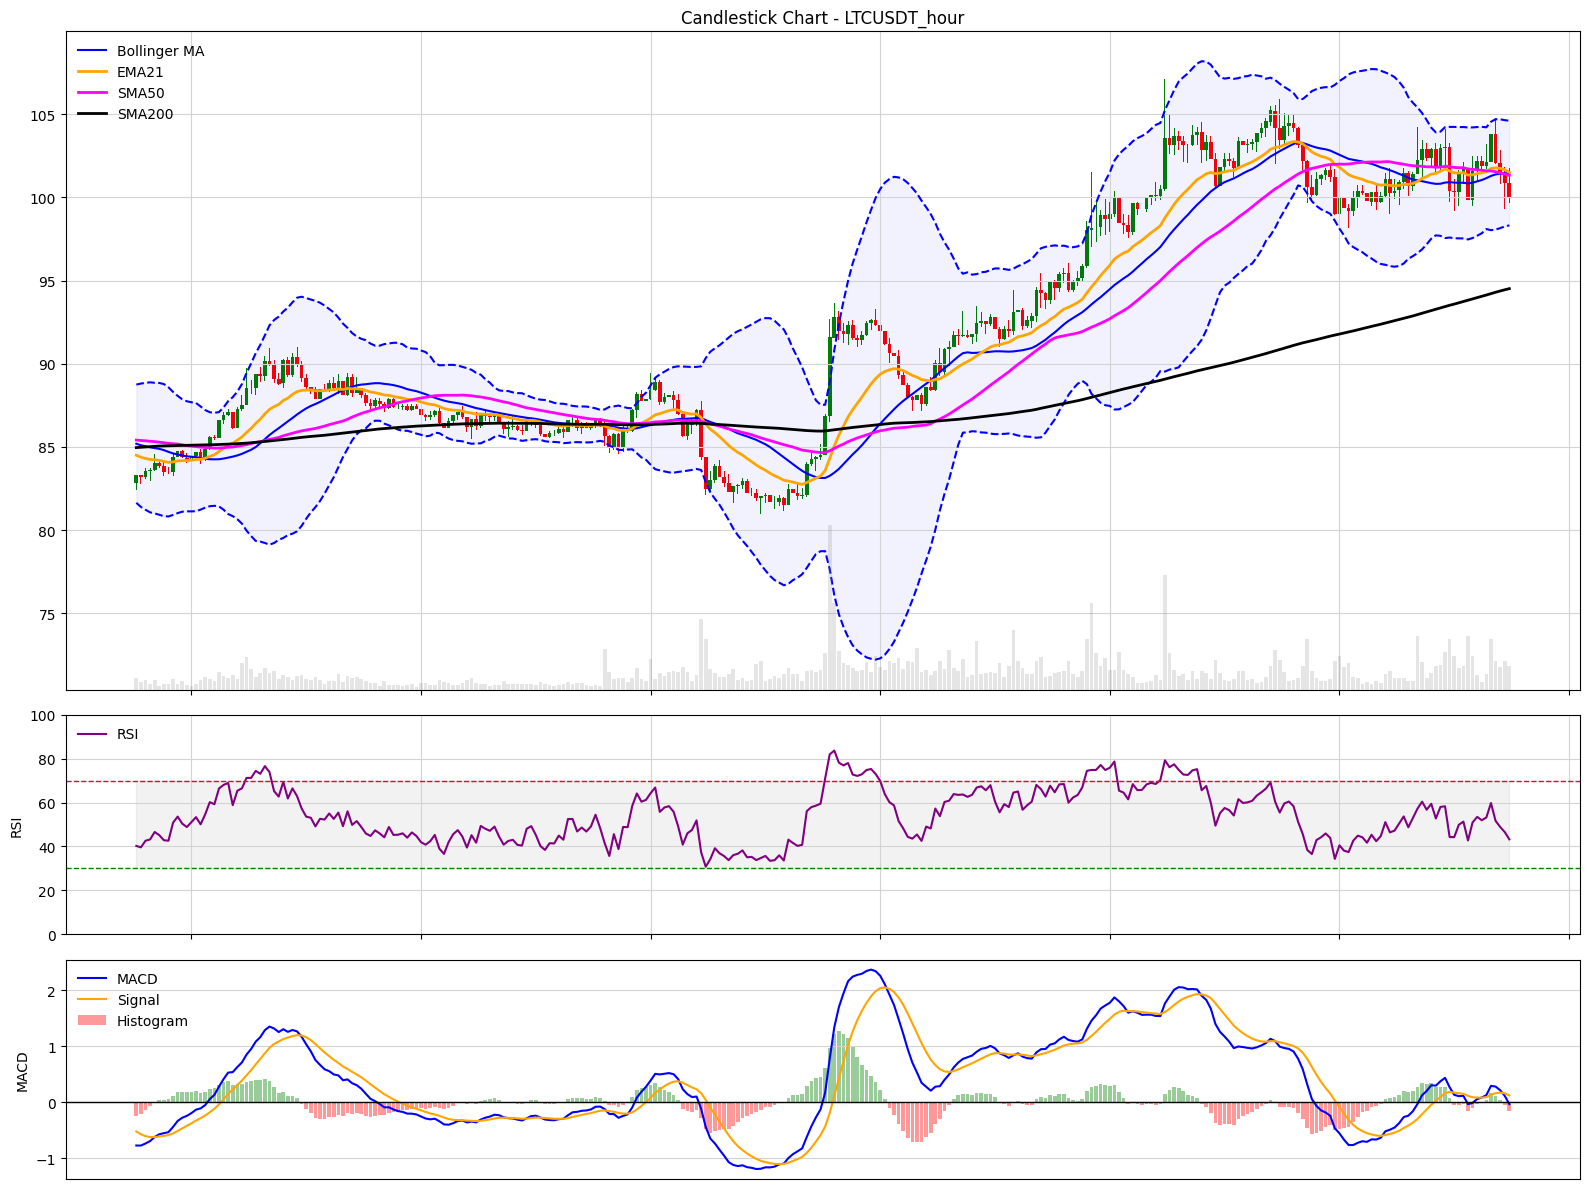 Candlestick Chart - LTCUSDT_hour
Bollinger MA
EMA21
SMA50
SMA200
105
100
95
90
85
80
75
RSI
100
80
60
40
20
0
RSI
MACD
Signal
Histogram
2
1
0
−1
MACD